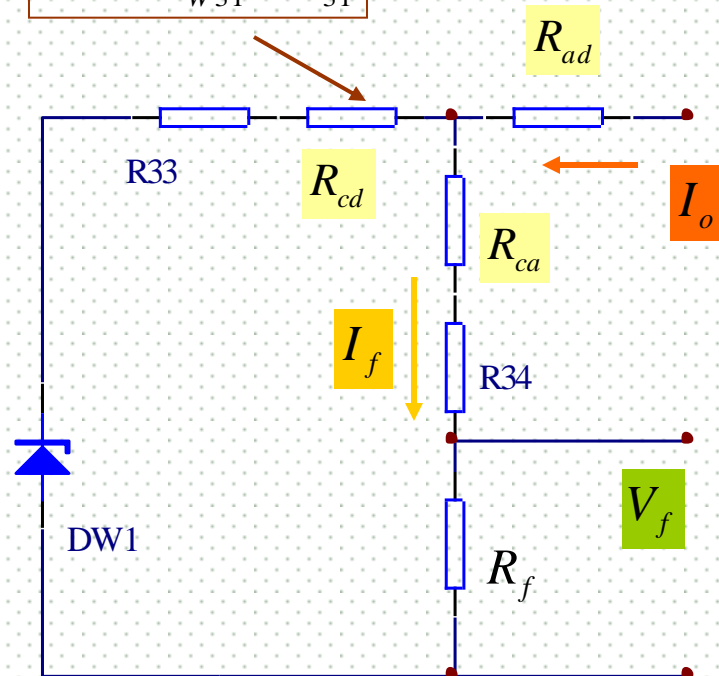 R_ad
R33
R_cd
I_o
R_ca
I_f
R34
V_f
DW1
R_f